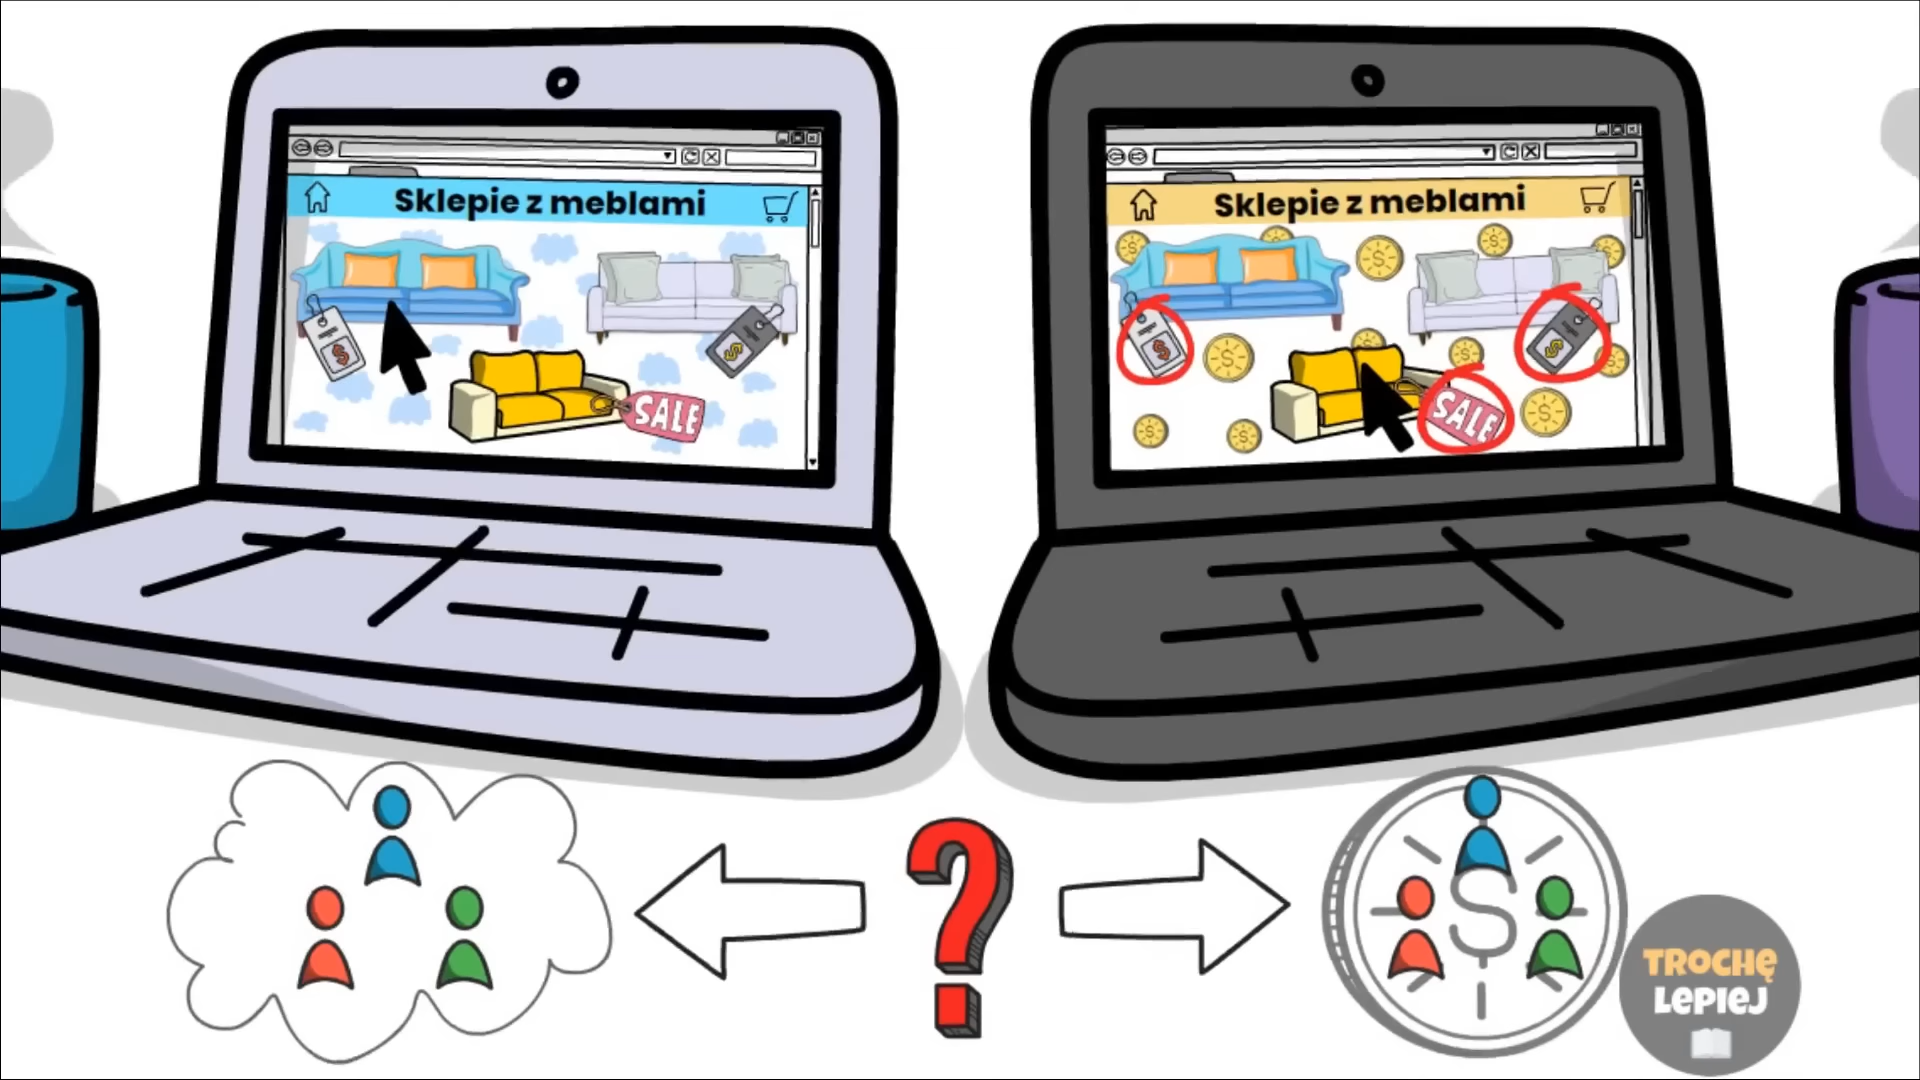 Sklepie z meblami
SALE
Sklepie z meblami
SALE
TROCHĘ
LEPIEJ